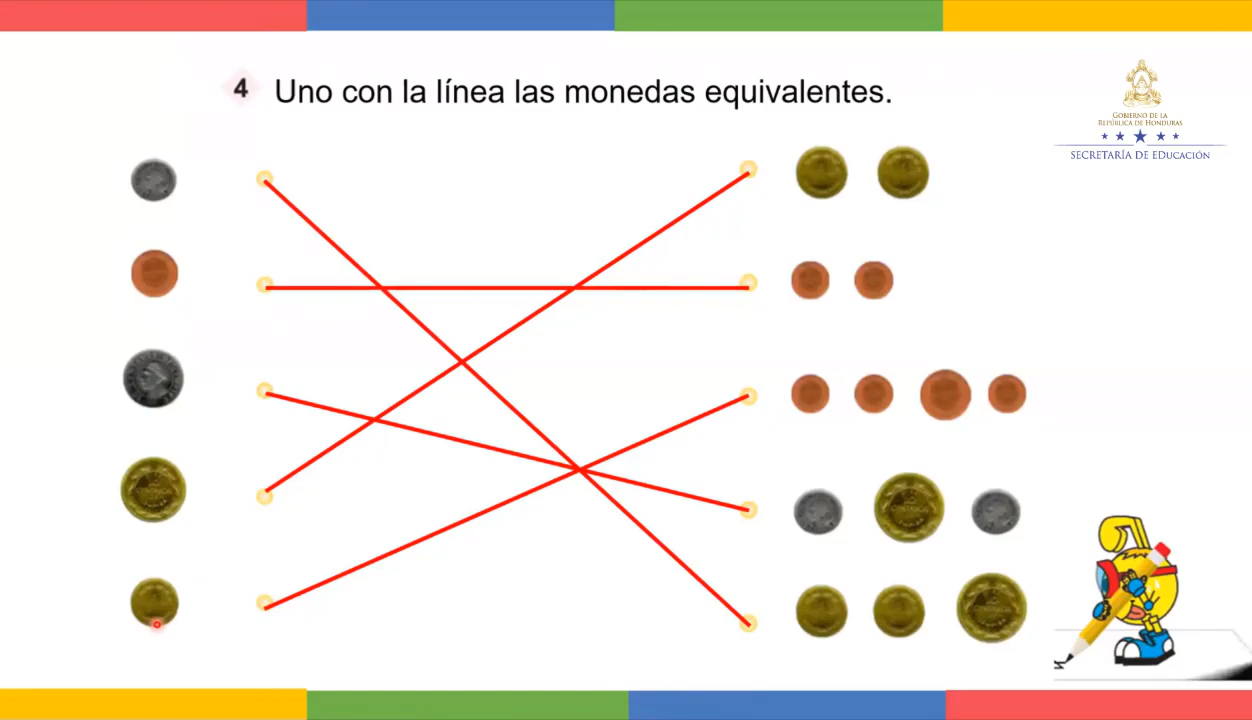 4 Uno con la línea las monedas equivalentes.
GOBIERNO DE LA
REPÚBLICA DE HONDURAS
SECRETARÍA DE EDUCACIÓN